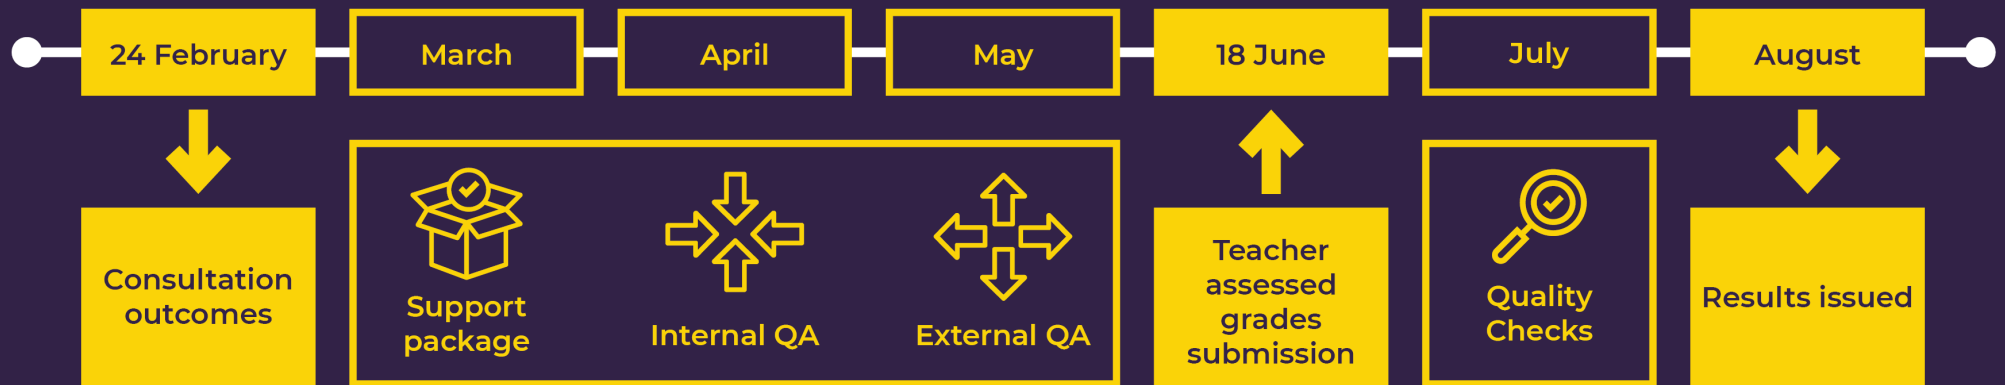 24 February
March
April
May
18 June
July
August
Consultation
outcomes
Support
package
Internal QA
External QA
Teacher
assessed
grades
submission
Quality
Checks
Results issued